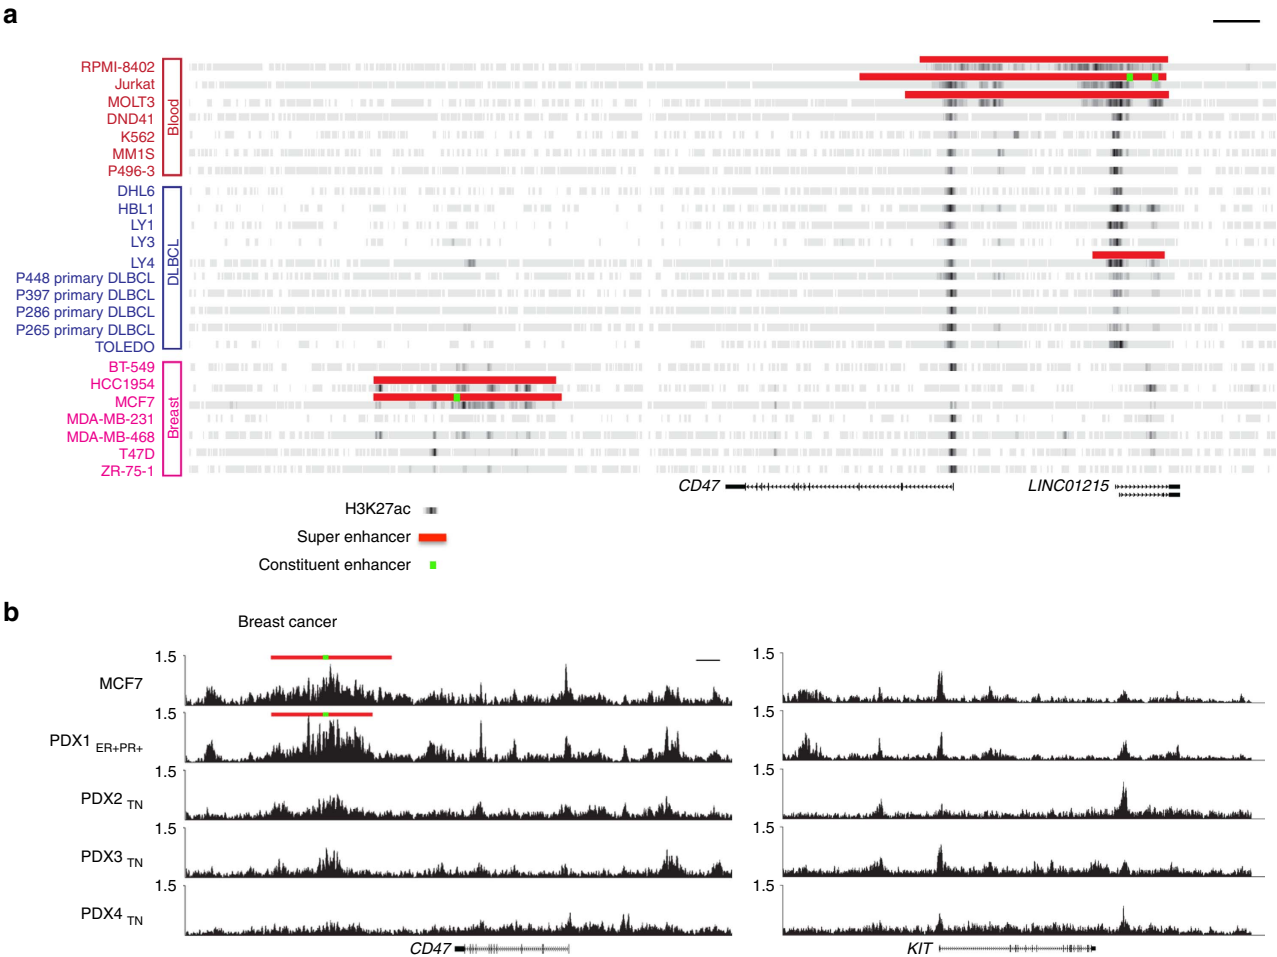 a
RPMI-8402
Jurkat
MOLT3
DND41
K562
MM1S
P496-3
Blood
DHL6
HBL1
LY1
LY3
LY4
P448 primary DLBCL
P397 primary DLBCL
P286 primary DLBCL
P265 primary DLBCL
TOLEDO
DLBCL
BT-549
HCC1954
MCF7
MDA-MB-231
MDA-MB-468
T47D
ZR-75-1
Breast
CD47
LINC01215
H3K27ac
Super enhancer
Constituent enhancer
b
Breast cancer
MCF7
1.5
1.5
PDX1 ER+PR+
1.5
1.5
PDX2 TN
1.5
1.5
PDX3 TN
1.5
1.5
PDX4 TN
1.5
1.5
CD47
KIT